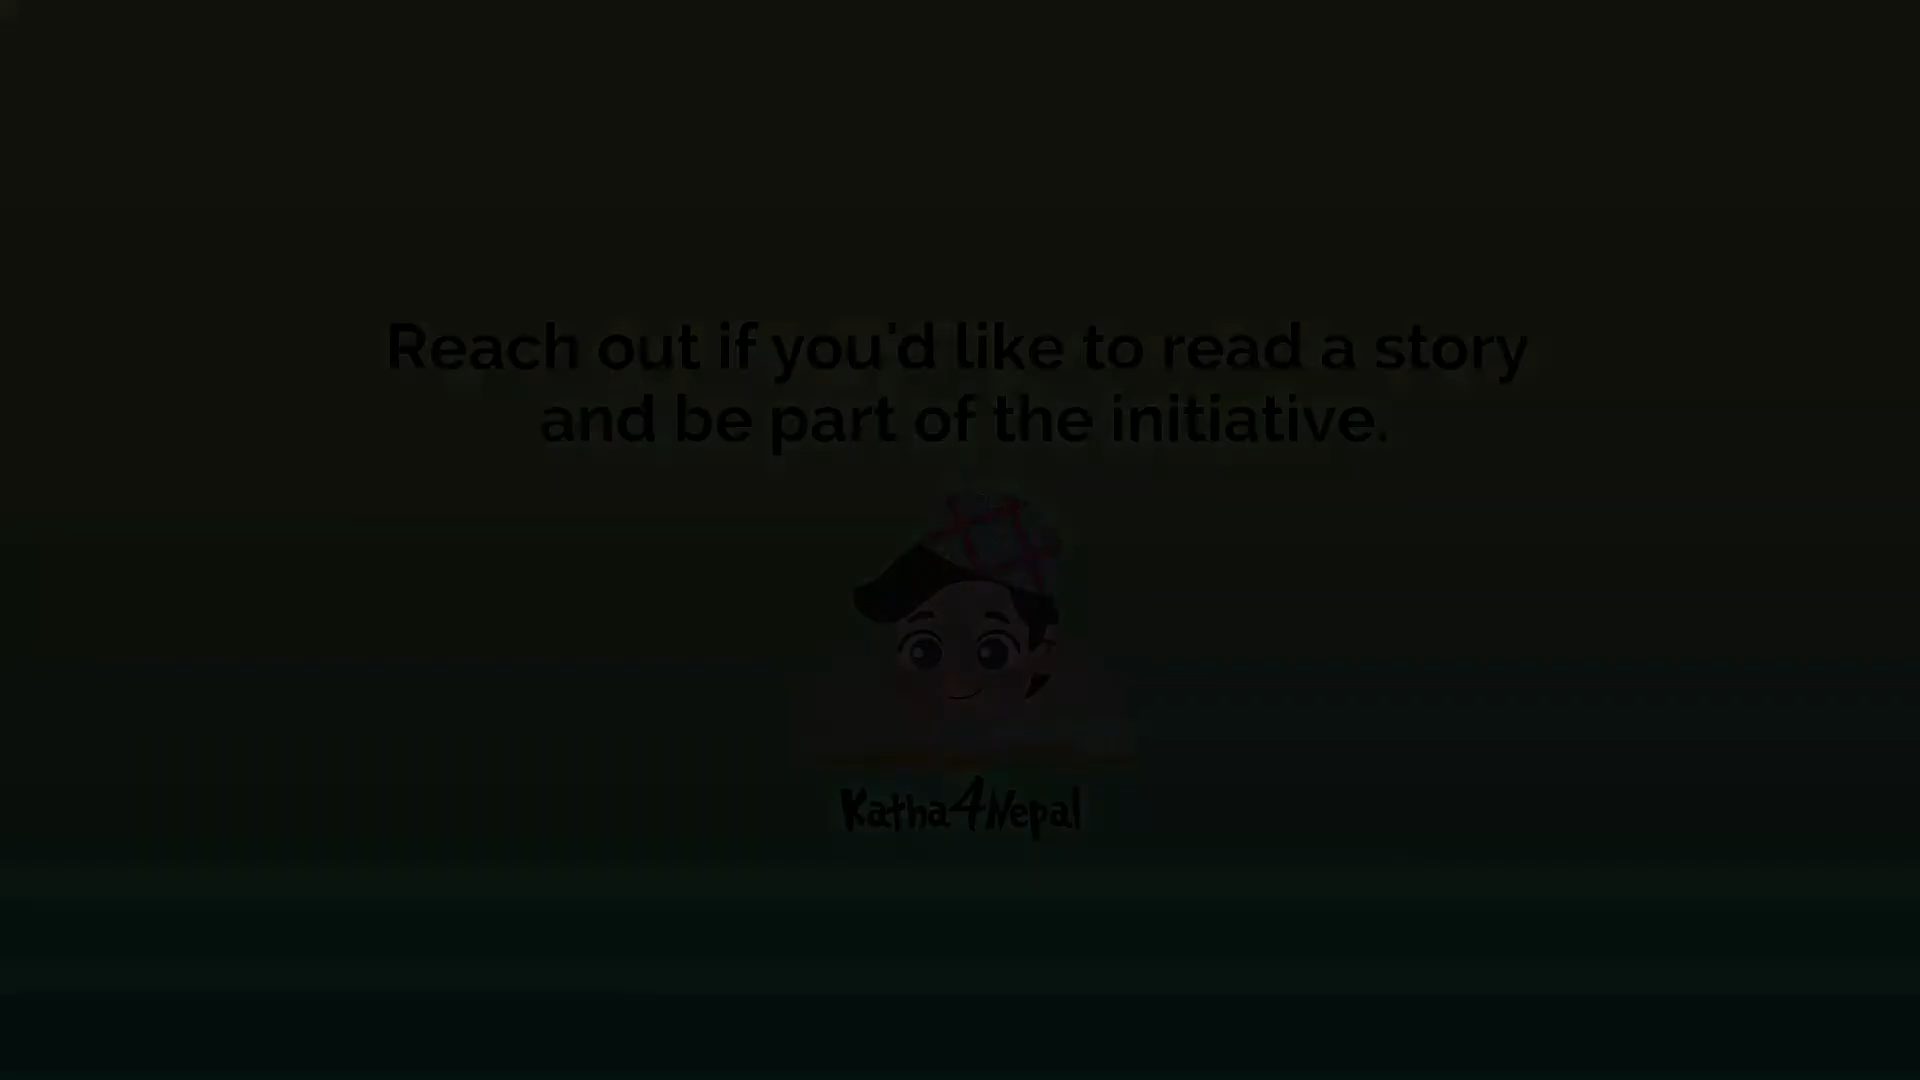 Reach out if you'd like to read a story
and be part of the initiative.
Katha4Nepal